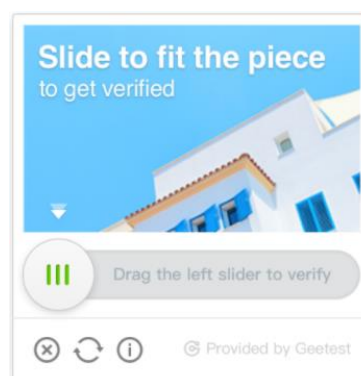 Slide to fit the piece
to get verified
Drag the left slider to verify
Provided by Geetest